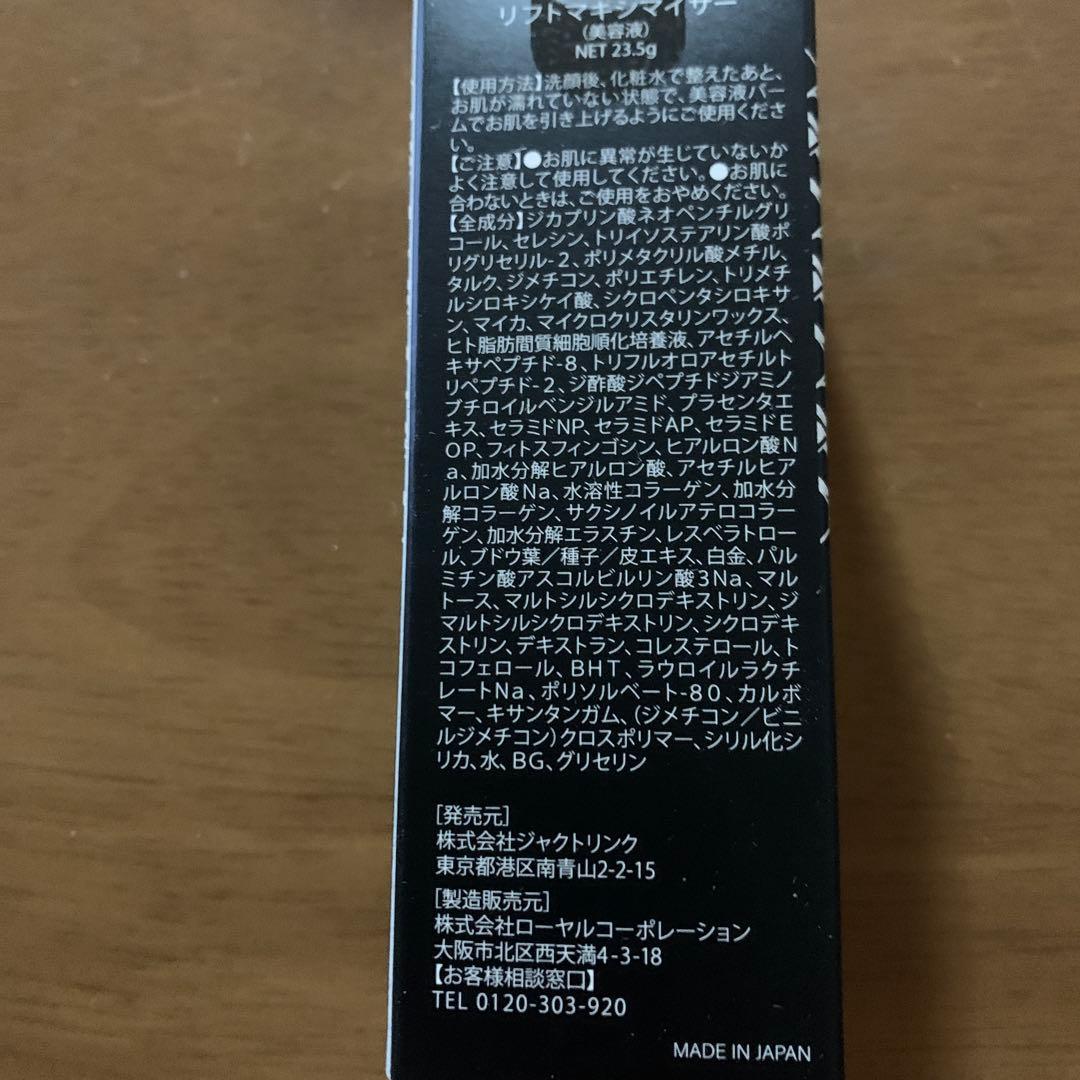 リフトマキシマイザー
(美容液)
NET 23.5g
【使用方法】洗顔後、化粧水で整えたあと、
お肌が濡れていない状態で、美容液バー
ムでお肌を引き上げるようにご使用くださ
い。
【ご注意】●お肌に異常が生じていないか
よく注意して使用してください。●お肌に
合わないときは、ご使用をおやめください。
【全成分】ジカプリン酸ネオペンチルグリ
コール、セレシン、トリイソステアリン酸ポ
リグリセリル-2、ポリメタクリル酸メチル、
タルク、ジメチコン、ポリエチレン、トリメチ
ルシロキシケイ酸、シクロペンタシロキサ
ン、マイカ、マイクロクリスタリンワックス、
ヒト脂肪間質細胞順化培養液、アセチルヘ
キサペプチド-8、トリフルオロアセチルト
リペプチド-2、ジ酢酸ジペプチドジアミノ
ブチロイルベンジルアミド、プラセンタエ
キス、セラミドNP、セラミドAP、セラミドE
OP、フィトスフィンゴシン、ヒアルロン酸N
a、加水分解ヒアルロン酸、アセチルヒア
ルロン酸Na、水溶性コラーゲン、加水分
解コラーゲン、サクシノイルアテロコラー
ゲン、加水分解エラスチン、レスベラトロー
ル、ブドウ葉／種子／皮エキス、白金、パル
ミチン酸アスコルビルリン酸3Na、マル
トース、マルトシルシクロデキストリン、ジ
マルトシルシクロデキストリン、シクロデキ
ストリン、デキストラン、コレステロール、ト
コフェロール、BHT、ラウロイルラクチ
レートNa、ポリソルベート-80、カルボ
マー、キサンタンガム、(ジメチコン／ビニ
ルジメチコン)クロスポリマー、シリル化シ
リカ、水、BG、グリセリン
[発売元]
株式会社ジャクトリンク
東京都港区南青山2-2-15
[製造販売元]
株式会社ローヤルコーポレーション
大阪市北区西天満4-3-18
【お客様相談窓口】
TEL 0120-303-920
MADE IN JAPAN